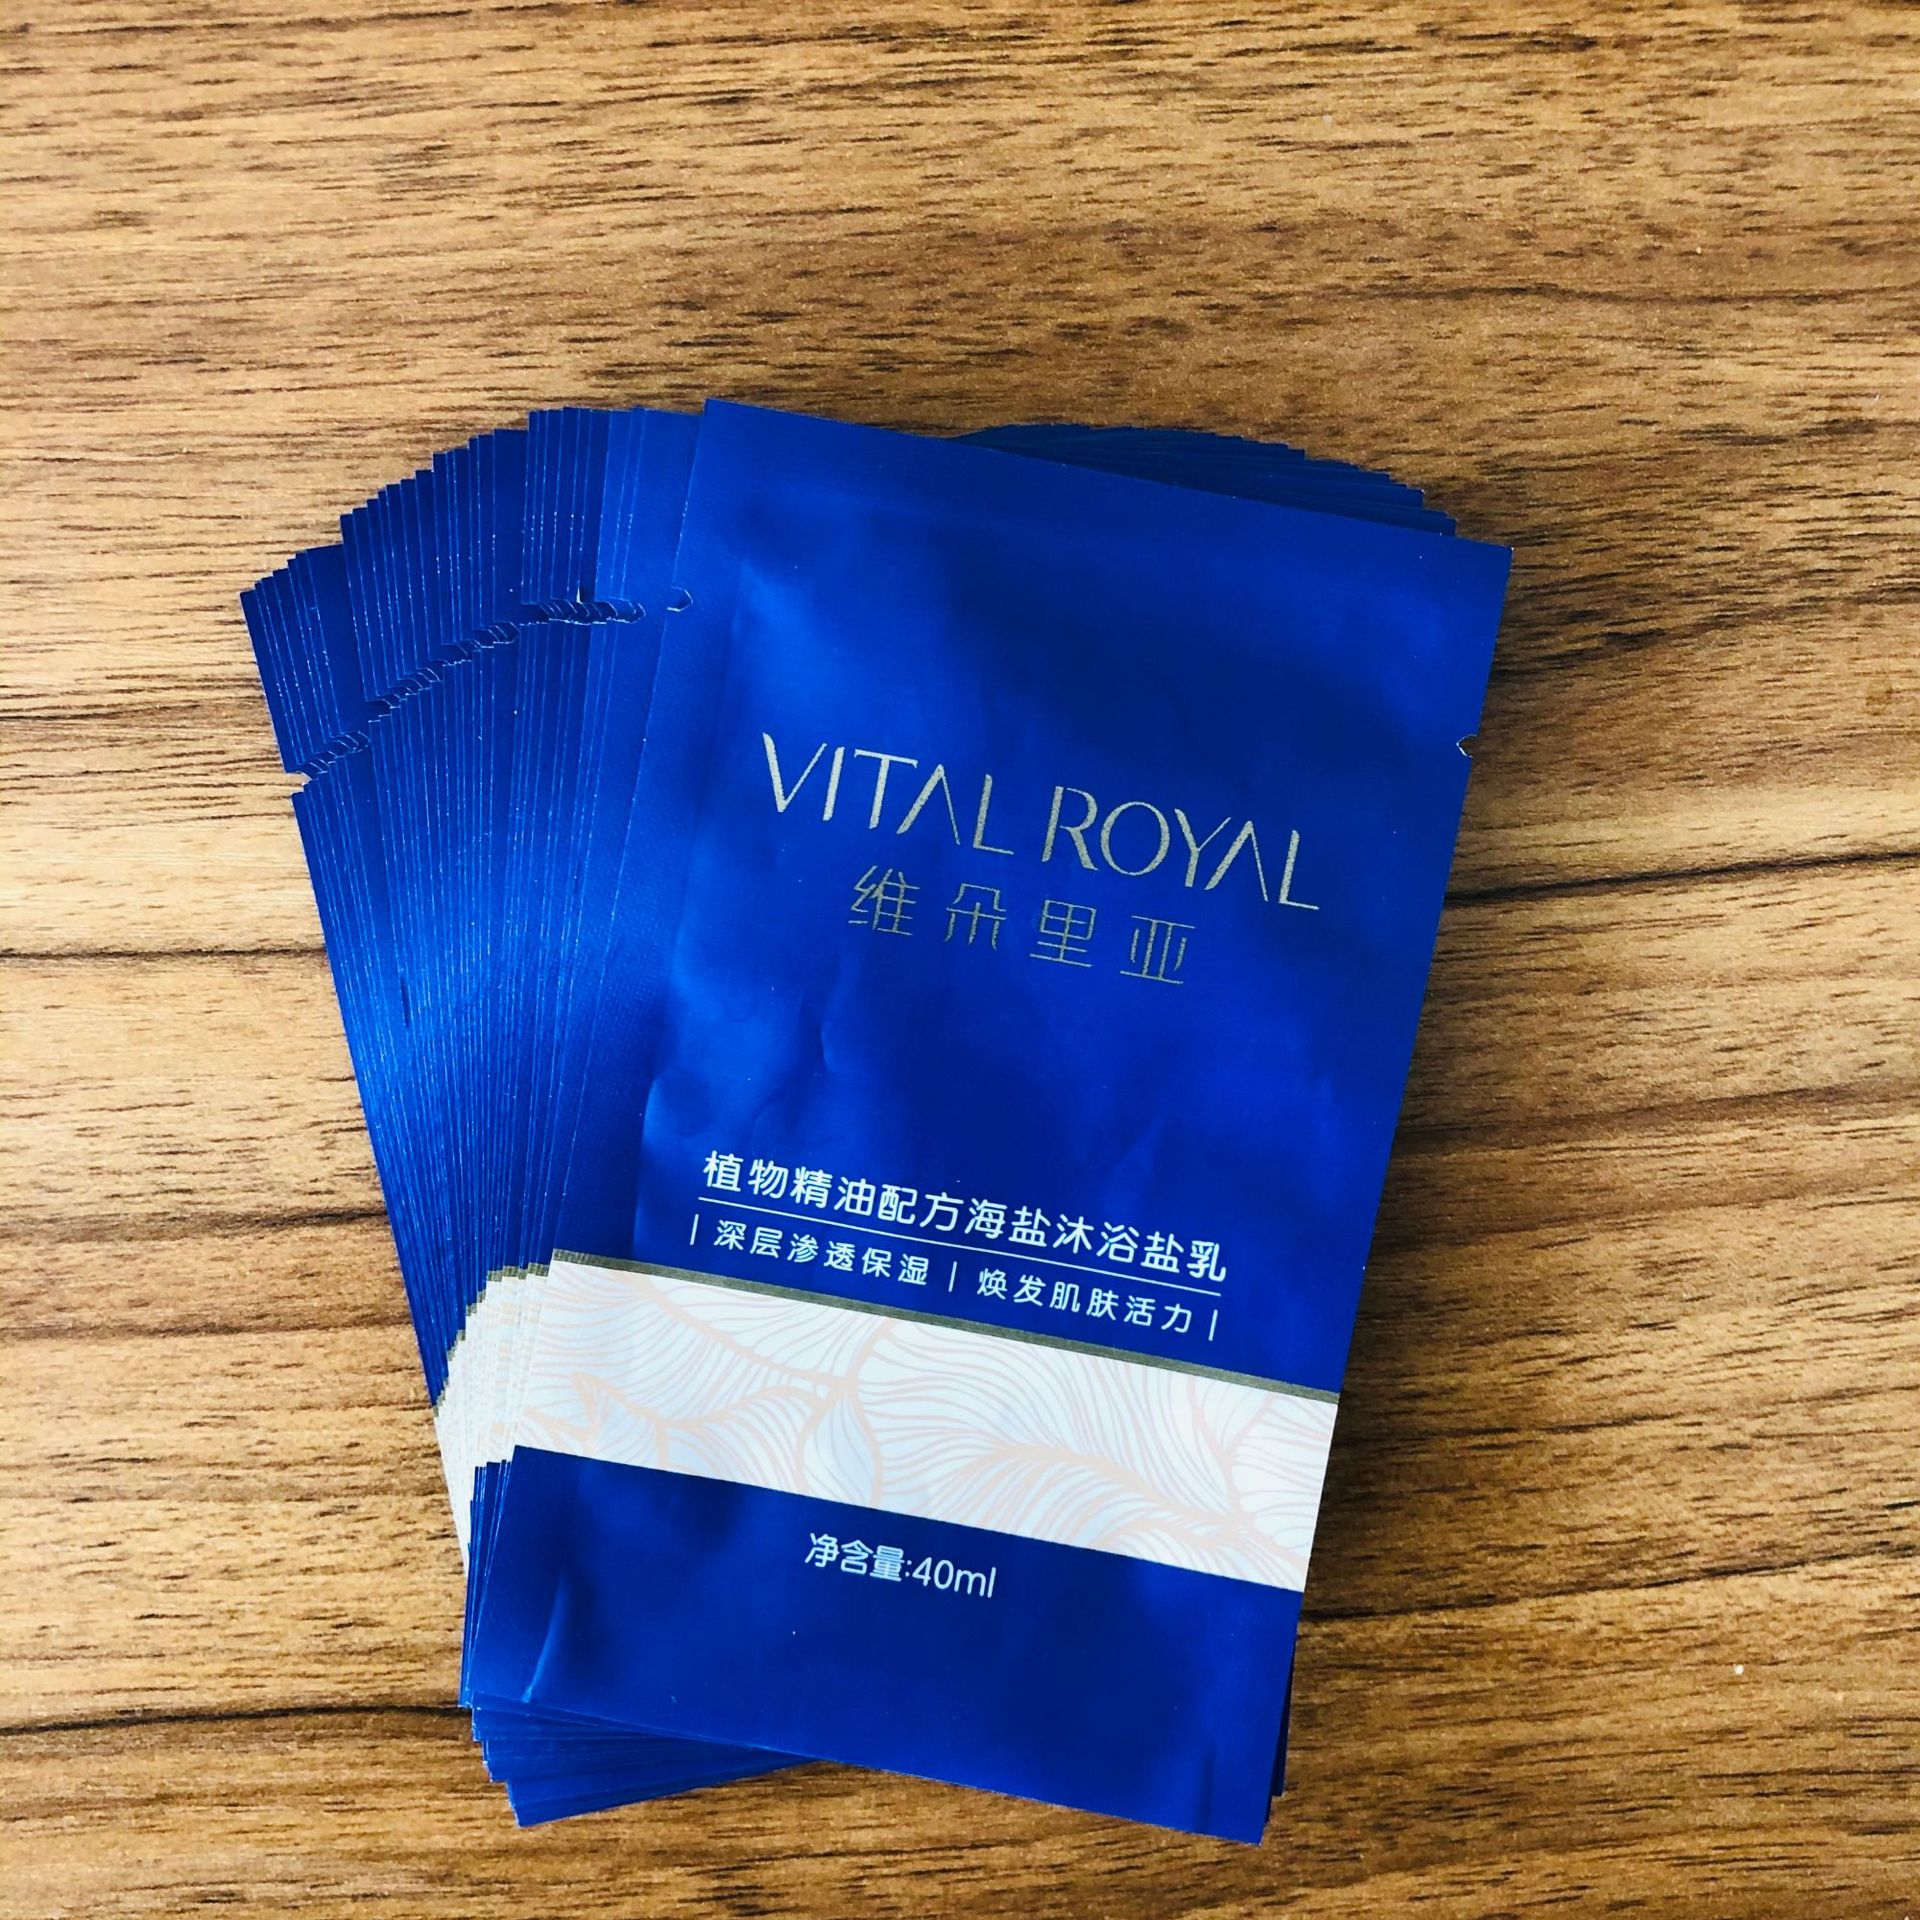 VITAL ROYAL
维朵里亚
植物精油配方海盐沐浴盐乳
| 深层渗透保湿 | 焕发肌肤活力 |
净含量:40ml